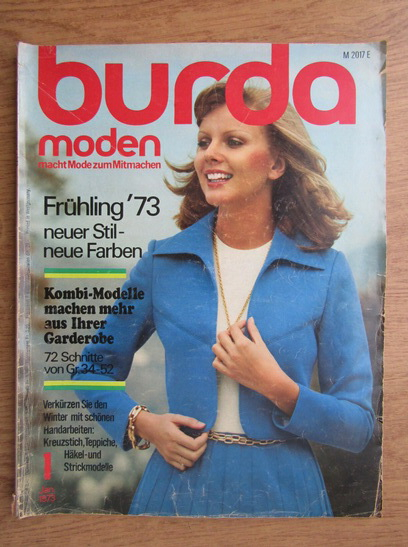 M 2017 E
burda
moden
macht Mode zum Mitmachen
Frühling '73
neuer Stil-
neue Farben
Kombi-Modelle
machen mehr
aus Ihrer
Garderobe
72 Schnitte
von Gr. 34-52
Verkürzen Sie den
Winter mit schönen
Handarbeiten:
Kreuzstich, Teppiche,
Häkel- und
Strickmodelle
1
1973